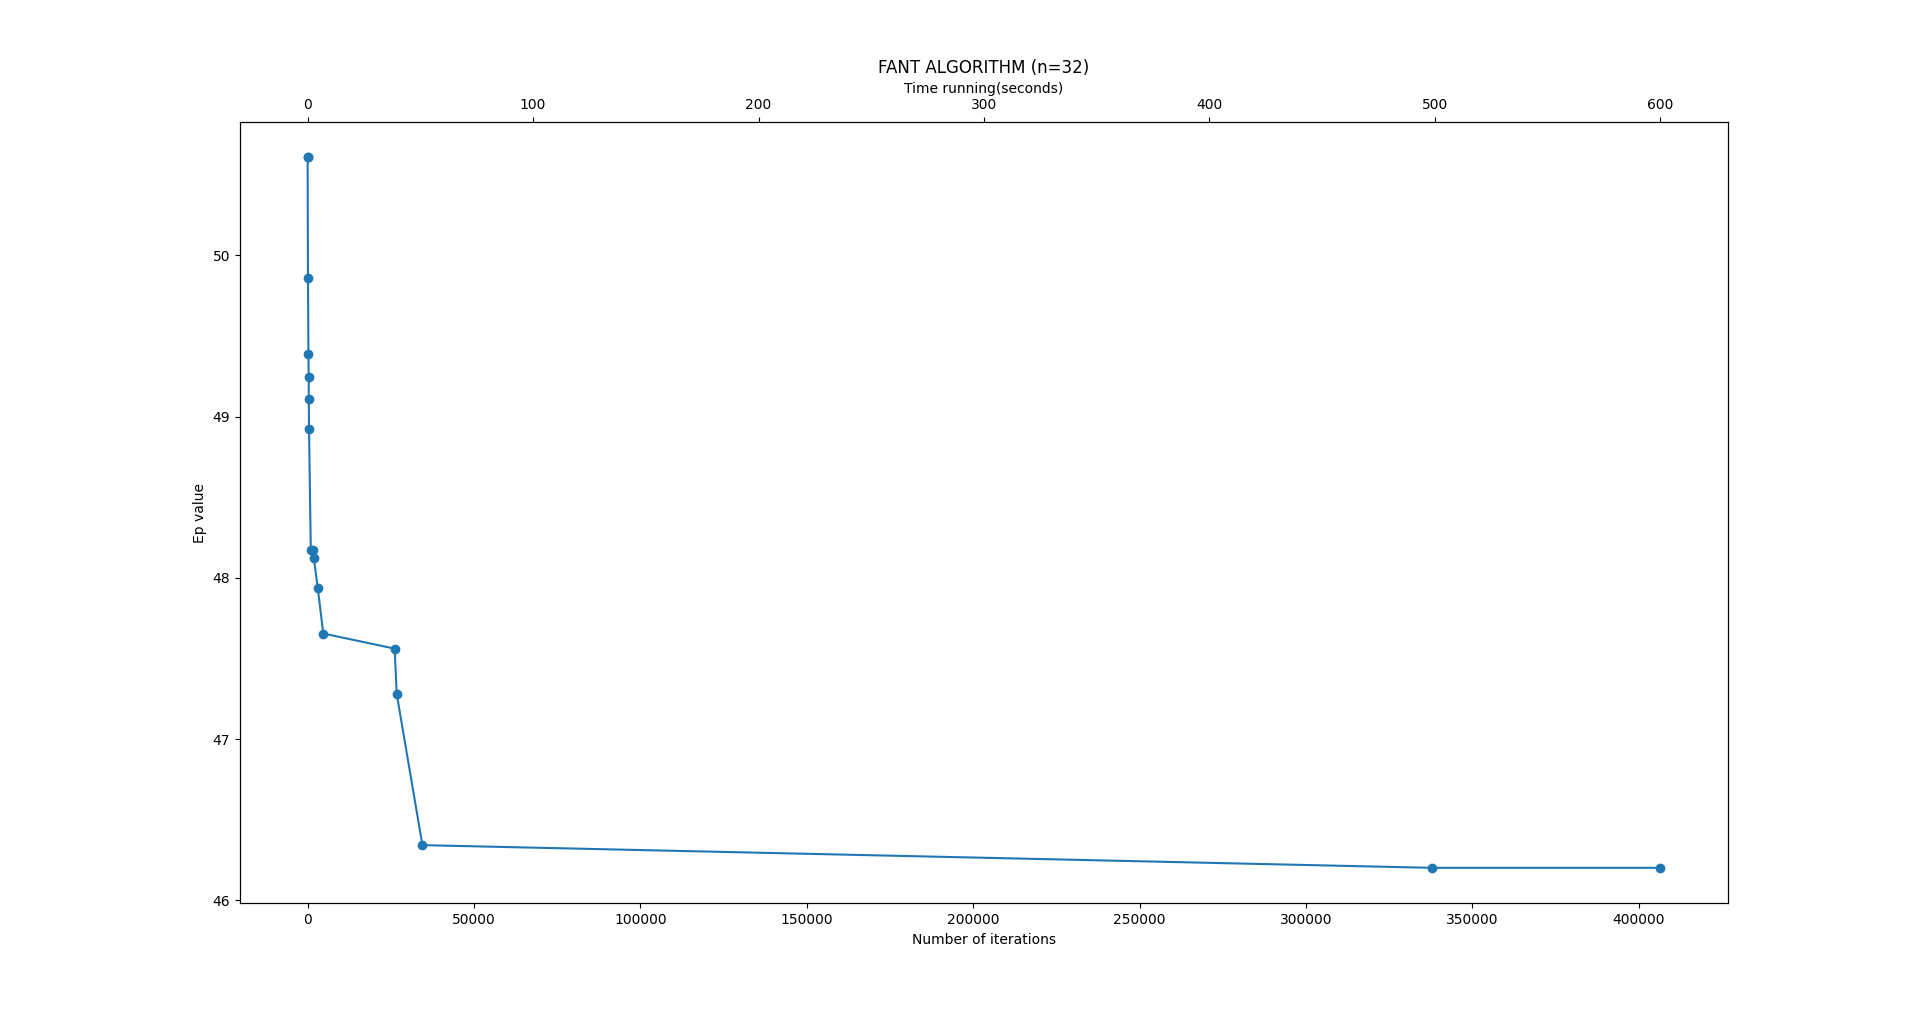 FANT ALGORITHM (n=32)
Time running(seconds)
0 100 200 300 400 500 600
50
49
48
47
46
Ep value
0 50000 100000 150000 200000 250000 300000 350000 400000
Number of iterations